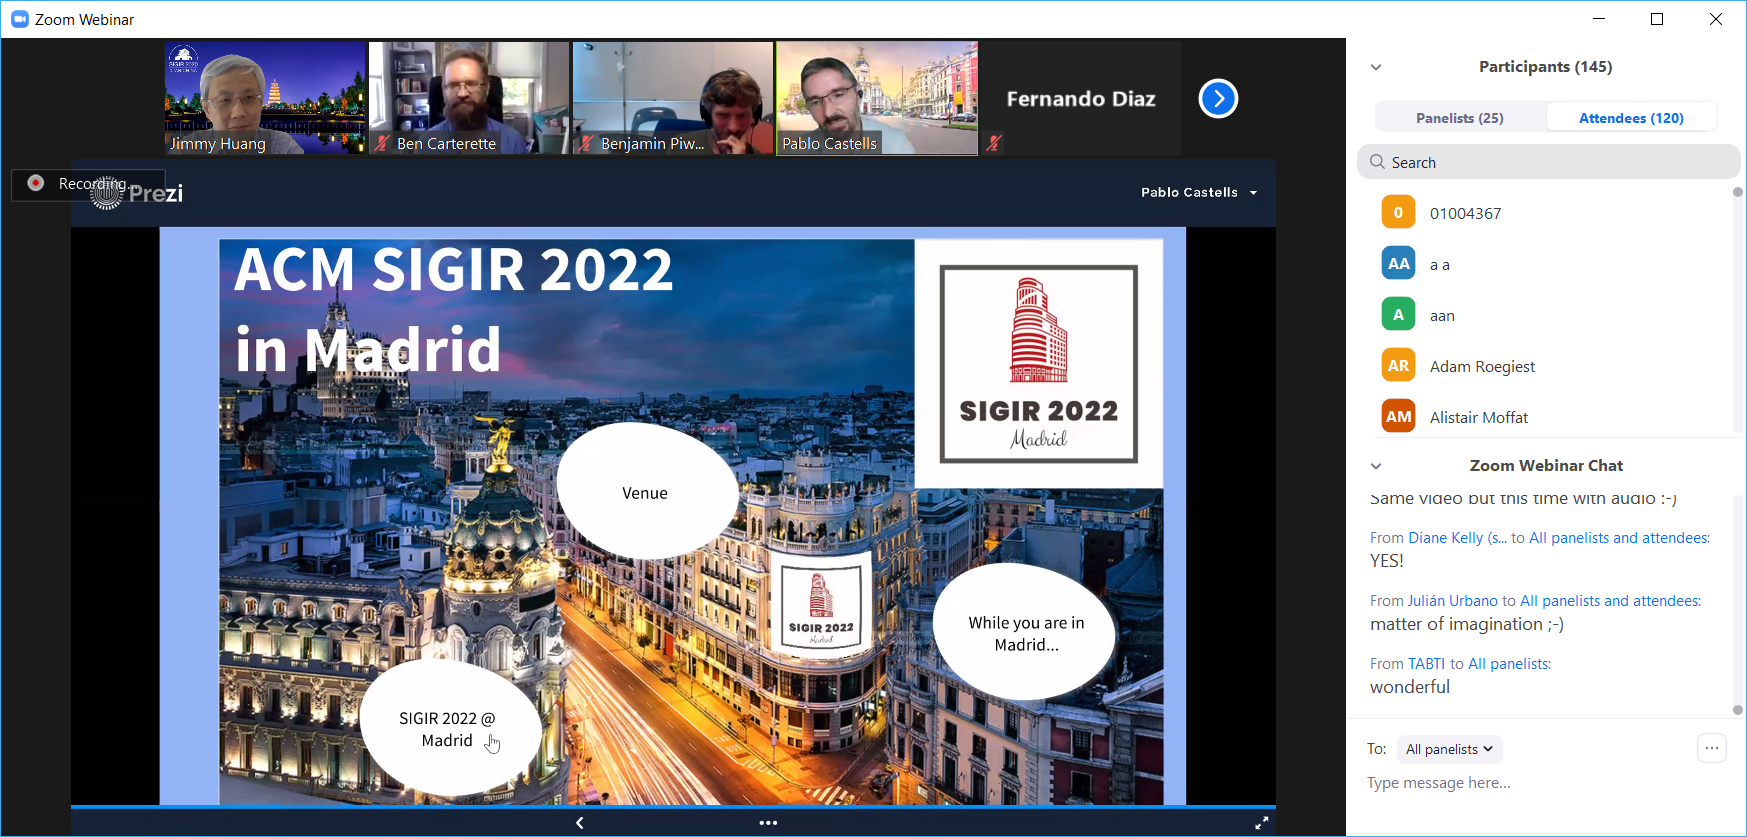 Zoom Webinar
SIGIR 2020
Jimmy Huang
Ben Carterette
Benjamin Piw...
Pablo Castells
Fernando Diaz
Recording...
Prezi
Pablo Castells
ACM SIGIR 2022
in Madrid
SIGIR 2022
Madrid
Venue
SIGIR 2022
Madrid
While you are in
Madrid...
SIGIR 2022 @
Madrid
Participants (145)
Panelists (25)
Attendees (120)
Search
0 01004367
AA a a
A aan
AR Adam Roegiest
AM Alistair Moffat
Zoom Webinar Chat
Same video but this time with audio :-)
From Diane Kelly (s... to All panelists and attendees:
YES!
From Julián Urbano to All panelists and attendees:
matter of imagination ;-)
From TABTI to All panelists:
wonderful
To: All panelists
Type message here...